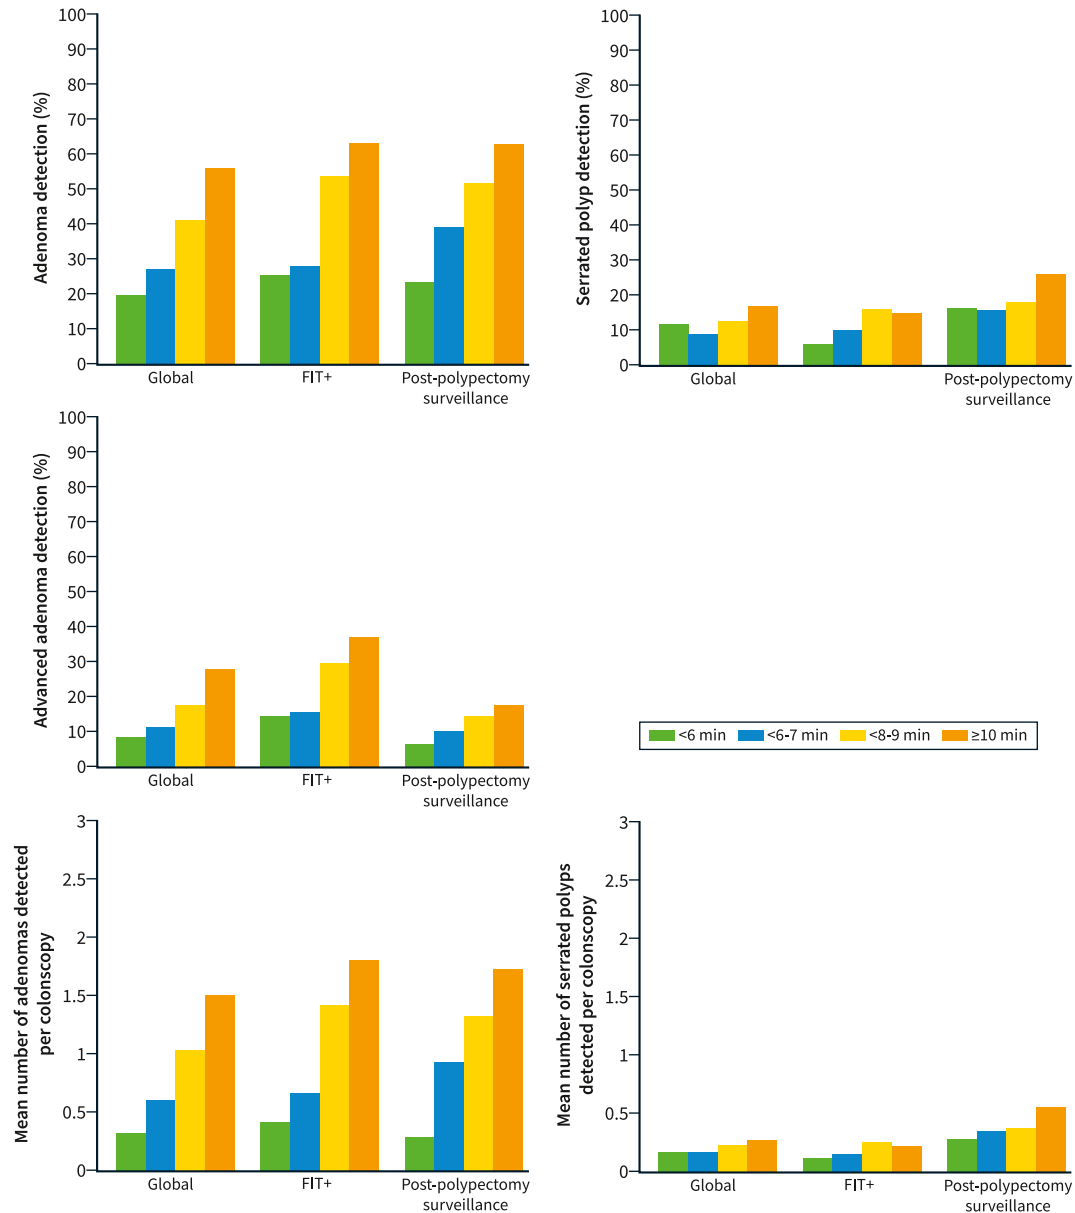 Adenoma detection (%)
100
90
80
70
60
50
40
30
20
10
0
Global
FIT+
Post-polypectomy
surveillance
Serrated polyp detection (%)
100
90
80
70
60
50
40
30
20
10
0
Global
Post-polypectomy
surveillance
Advanced adenoma detection (%)
100
90
80
70
60
50
40
30
20
10
0
Global
FIT+
Post-polypectomy
surveillance
<6 min
<6-7 min
<8-9 min
≥10 min
Mean number of adenomas detected
per colonscopy
3
2.5
2
1.5
1
0.5
0
Global
FIT+
Post-polypectomy
surveillance
Mean number of serrated polyps
detected per colonscopy
3
2.5
2
1.5
1
0.5
0
Global
FIT+
Post-polypectomy
surveillance